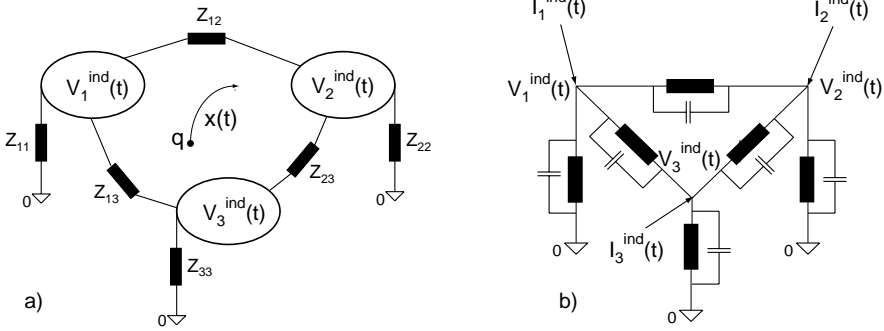 Z12
V1ind(t)
V2ind(t)
x(t)
q
Z11
Z22
Z13
Z23
0
0
V3ind(t)
Z33
0
a)
I1ind(t)
I2ind(t)
V1ind(t)
V2ind(t)
V3ind(t)
0
0
I3ind(t)
0
b)